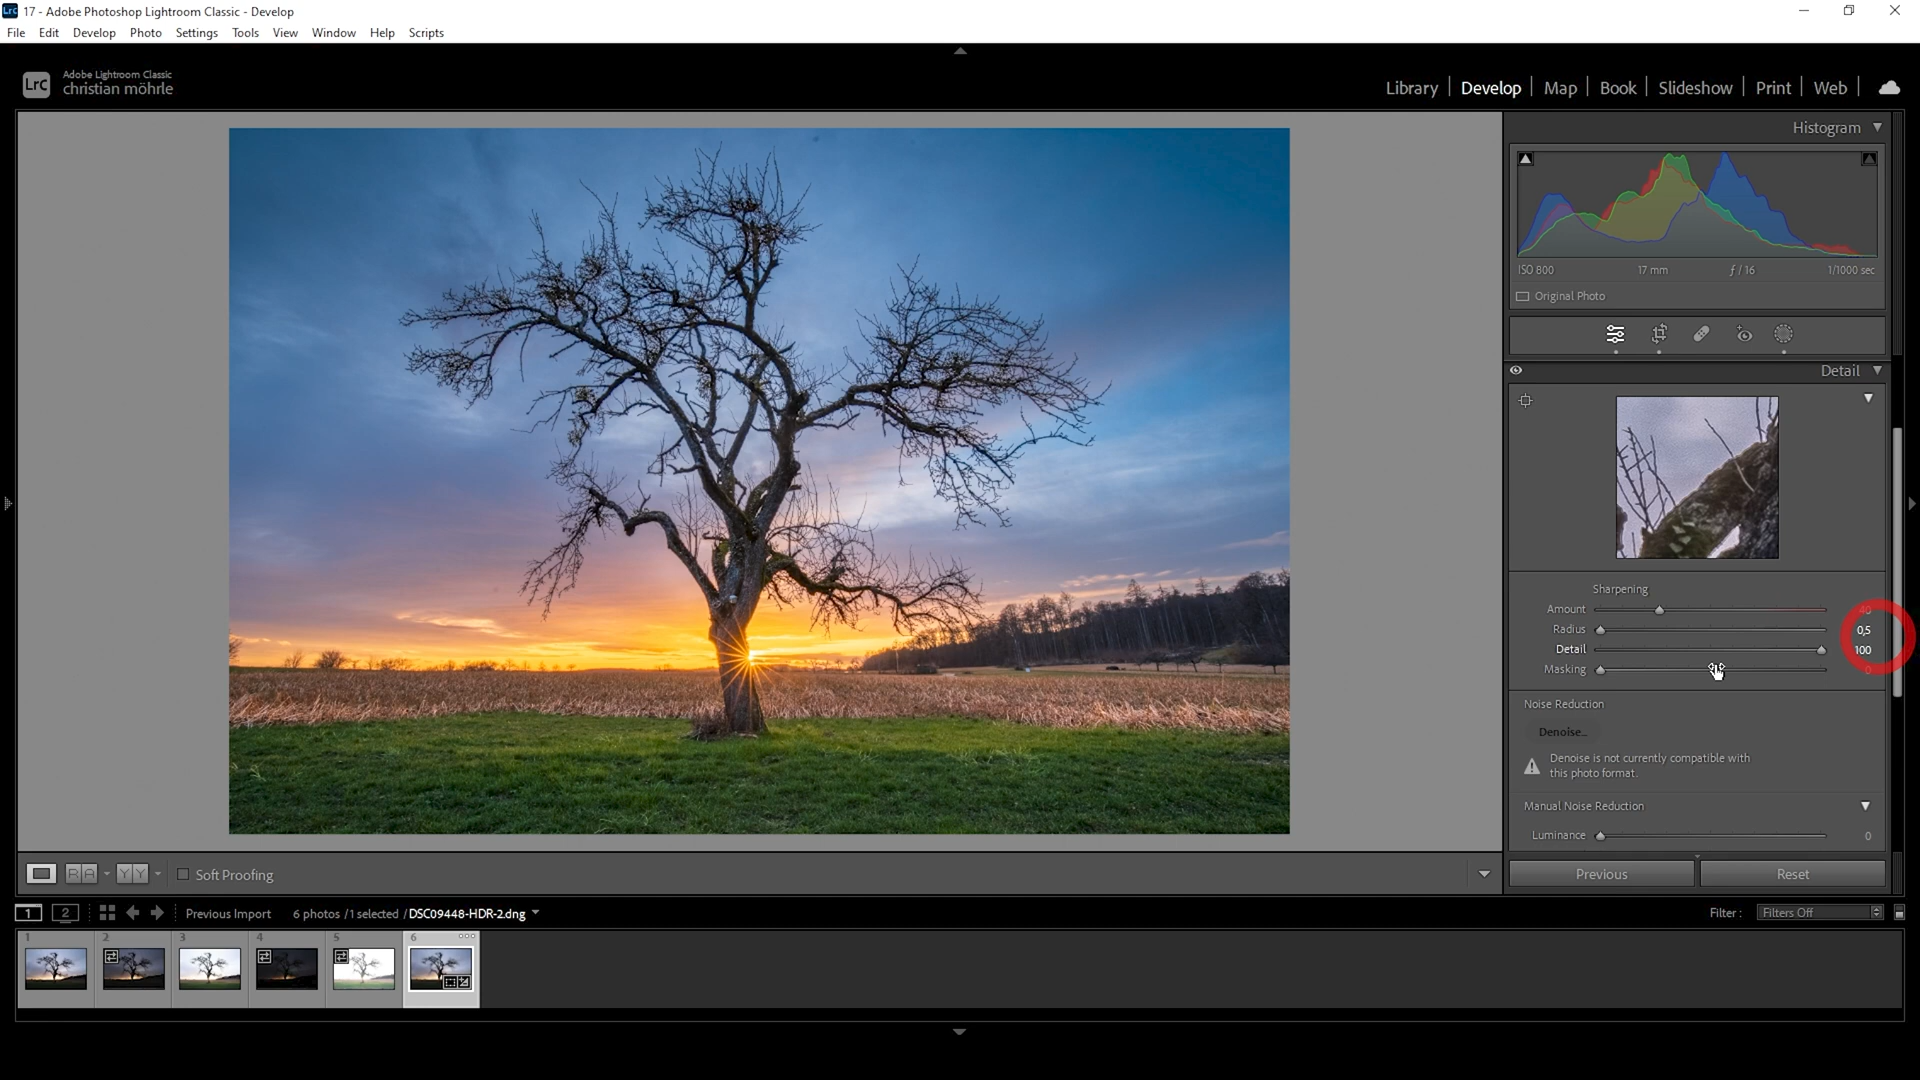 17 - Adobe Photoshop Lightroom Classic - Develop
File Edit Develop Photo Settings Tools View Window Help Scripts
Lrc
Adobe Lightroom Classic
christian möhrle
Library Develop Map Book Slideshow Print Web
Histogram
ISO 800 17 mm ƒ / 16 1/1000 sec
Original Photo
Detail
Sharpening
Amount 40
Radius 0,5
Detail 100
Masking 0
Noise Reduction
Denoise...
Denoise is not currently compatible with
this photo format.
Manual Noise Reduction
Luminance 0
R A Y Y Soft Proofing
Previous Reset
1 2 Previous Import 6 photos / 1 selected / DSC09448-HDR-2.dng Filter : Filters Off
1 2 3 4 5 6